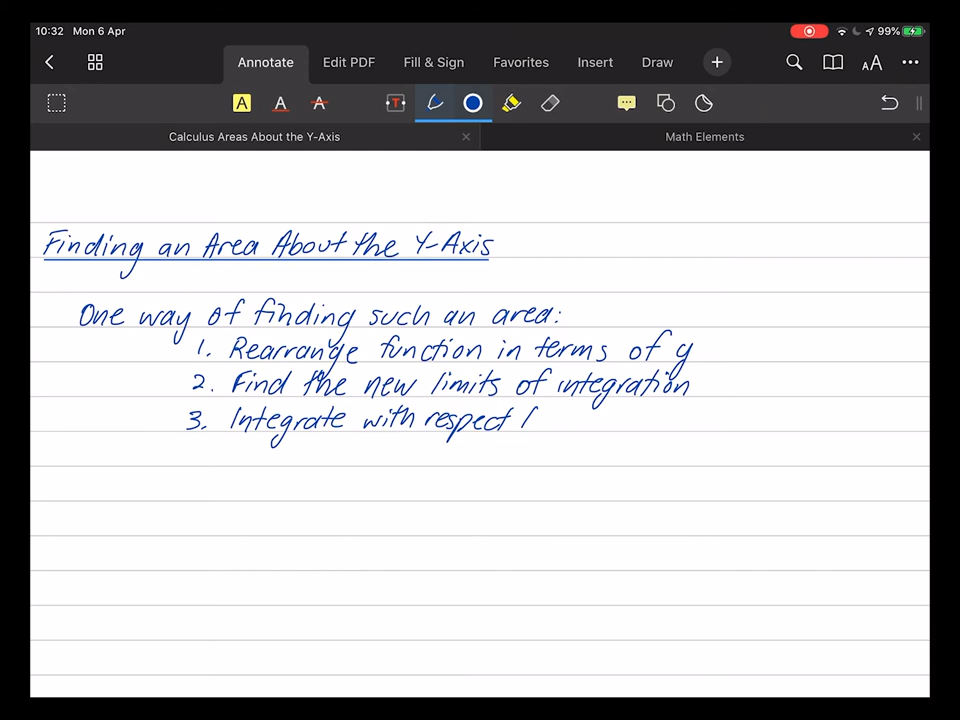 10:32 Mon 6 Apr 99%
Annotate Edit PDF Fill & Sign Favorites Insert Term Draw
Calculus Areas About the Y-Axis Math Elements
Finding an Area About the Y-Axis
One way of finding such an area:
1. Rearrange function in terms of y
2. Find the new limits of integration
3. Integrate with respect